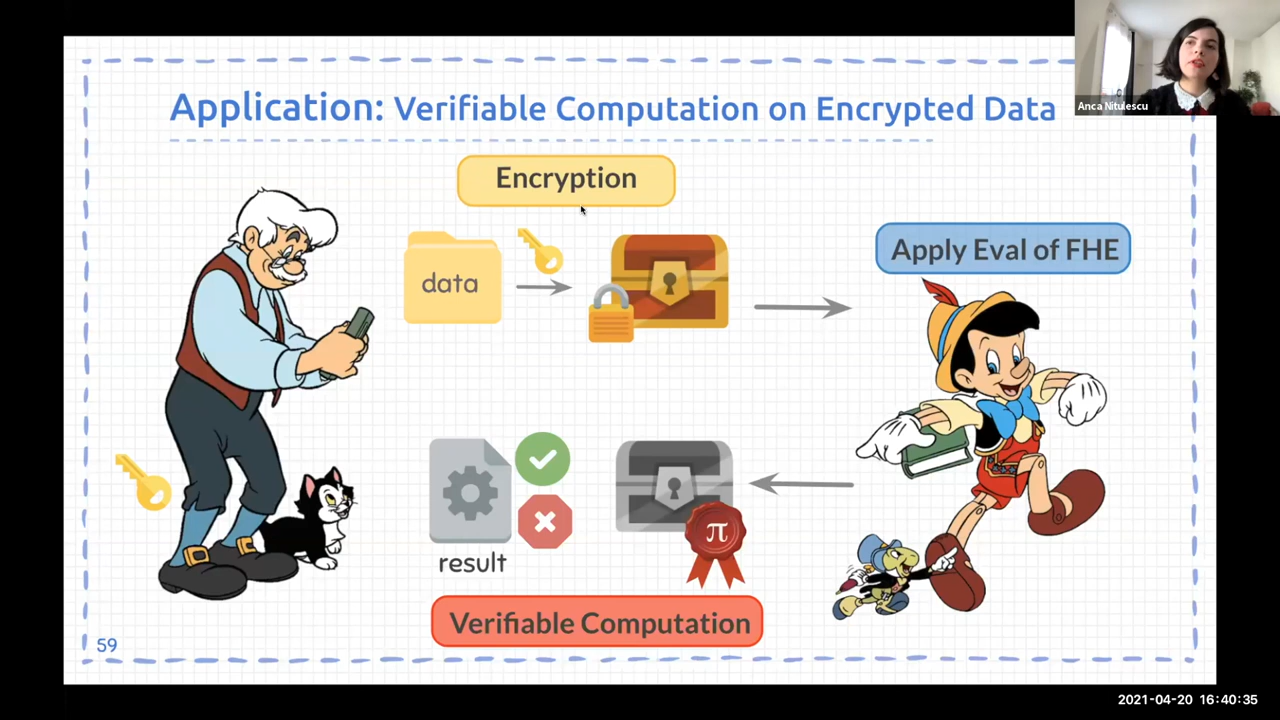 Application: Verifiable Computation on Encrypted Data
Anca Nitulescu
Encryption
data
Apply Eval of FHE
π
result
Verifiable Computation
59
2021-04-20 16:40:35